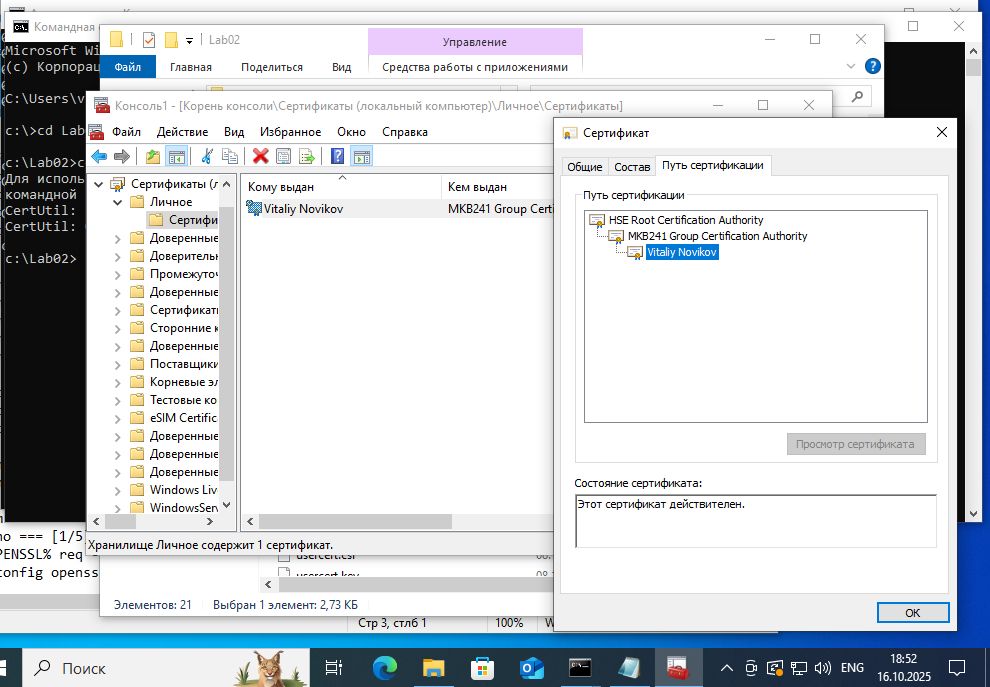 Командная
Microsoft Wi
(с) Корпорац
C:\Users\v
c:\>cd Lab
c:\Lab02>c
Для исполь
командной
CertUtil:
CertUtil:
c:\Lab02>
Lab02
Управление
Файл
Главная
Поделиться
Вид
Средства работы с приложениями
Консоль1 - [Корень консоли\Сертификаты (локальный компьютер)\Личное\Сертификаты]
Файл Действие Вид Избранное Окно Справка
Сертификаты (л
Личное
Сертифи
Доверенные
Доверительн
Промежуточ
Доверенные
Сертификать
Сторонние к
Доверенные
Поставщики
Корневые эл
Тестовые ко
eSIM Certific
Доверенные
Доверенные
Доверенные
Windows Liv
WindowsServ
Кому выдан
Кем выдан
Vitaliy Novikov
MKB241 Group Certi
Хранилище Личное содержит 1 сертификат.
Сертификат
Общие
Состав
Путь сертификации
Путь сертификации
HSE Root Certification Authority
MKB241 Group Certification Authority
Vitaliy Novikov
Просмотр сертификата
Состояние сертификата:
Этот сертификат действителен.
OK
no === [1/5
PENSSL% req
config openss
usercert.csr
usercert.key
Элементов: 21
Выбран 1 элемент: 2,73 КБ
Стр 3, стлб 1
100%
Поиск
ENG
18:52
16.10.2025